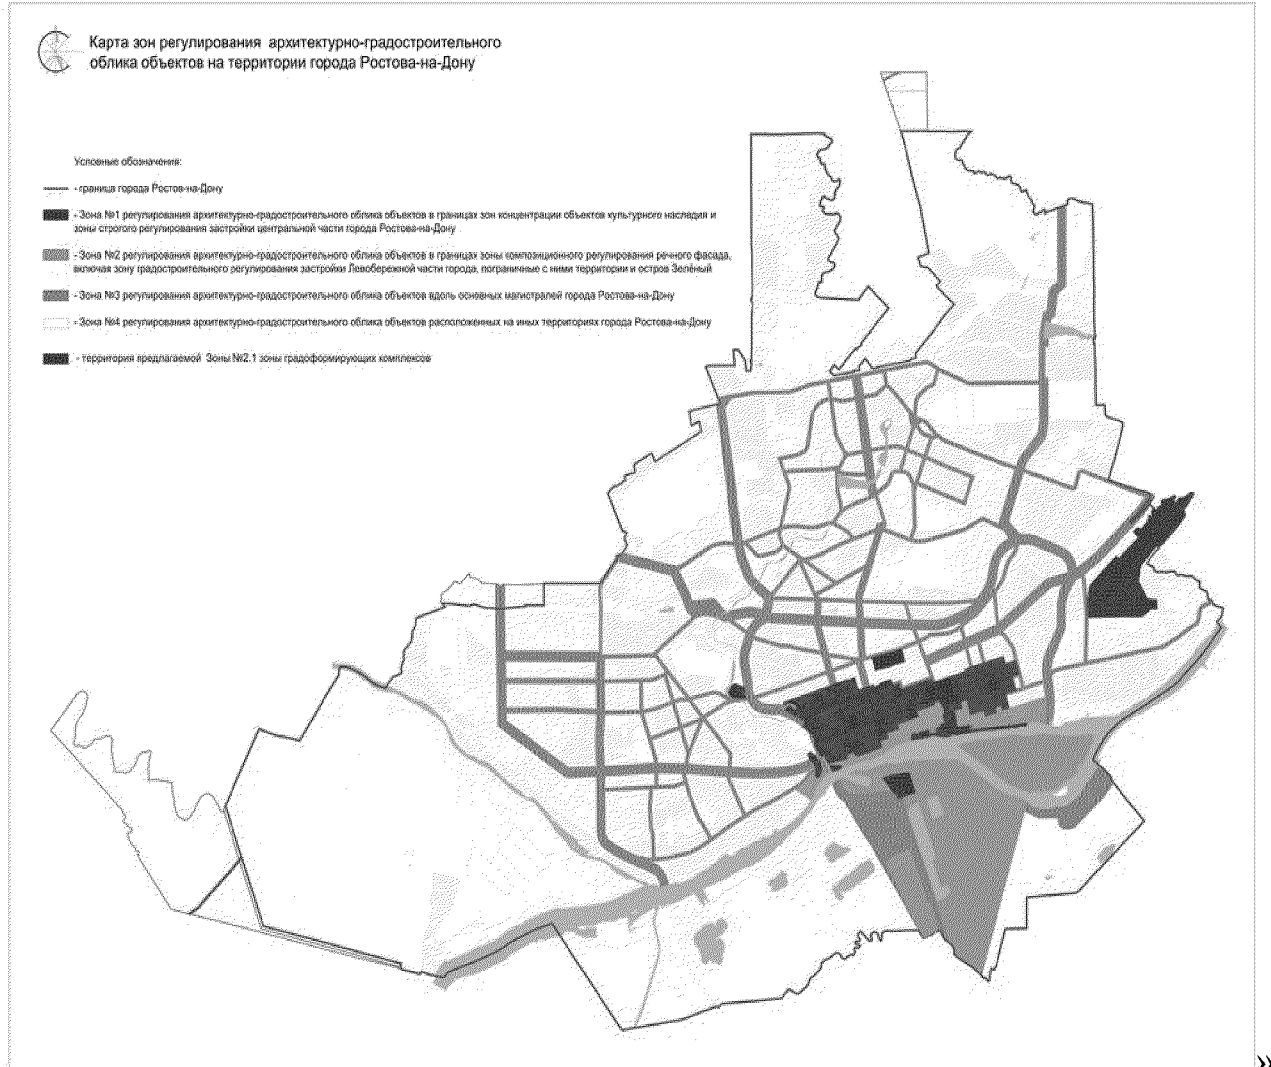 Карта зон регулирования архитектурно-градостроительного
облика объектов на территории города Ростова-на-Дону
Условные обозначения:
- граница города Ростов-на-Дону
- Зона №1 регулирования архитектурно-градостроительного облика объектов в границах зон концентрации объектов культурного наследия и
зоны строгого регулирования застройки центральной части города Ростова-на-Дону
- Зона №2 регулирования архитектурно-градостроительного облика объектов в границах зоны композиционного регулирования речного фасада,
включая зону градостроительного регулирования застройки Левобережной части города, пограничные с ними территории и остров Зелёный
- Зона №3 регулирования архитектурно-градостроительного облика объектов вдоль основных магистралей города Ростова-на-Дону
- Зона №4 регулирования архитектурно-градостроительного облика объектов расположенных на иных территориях города Ростова-на-Дону
- территория предлагаемой Зоны №2.1 зоны градоформирующих комплексов
»